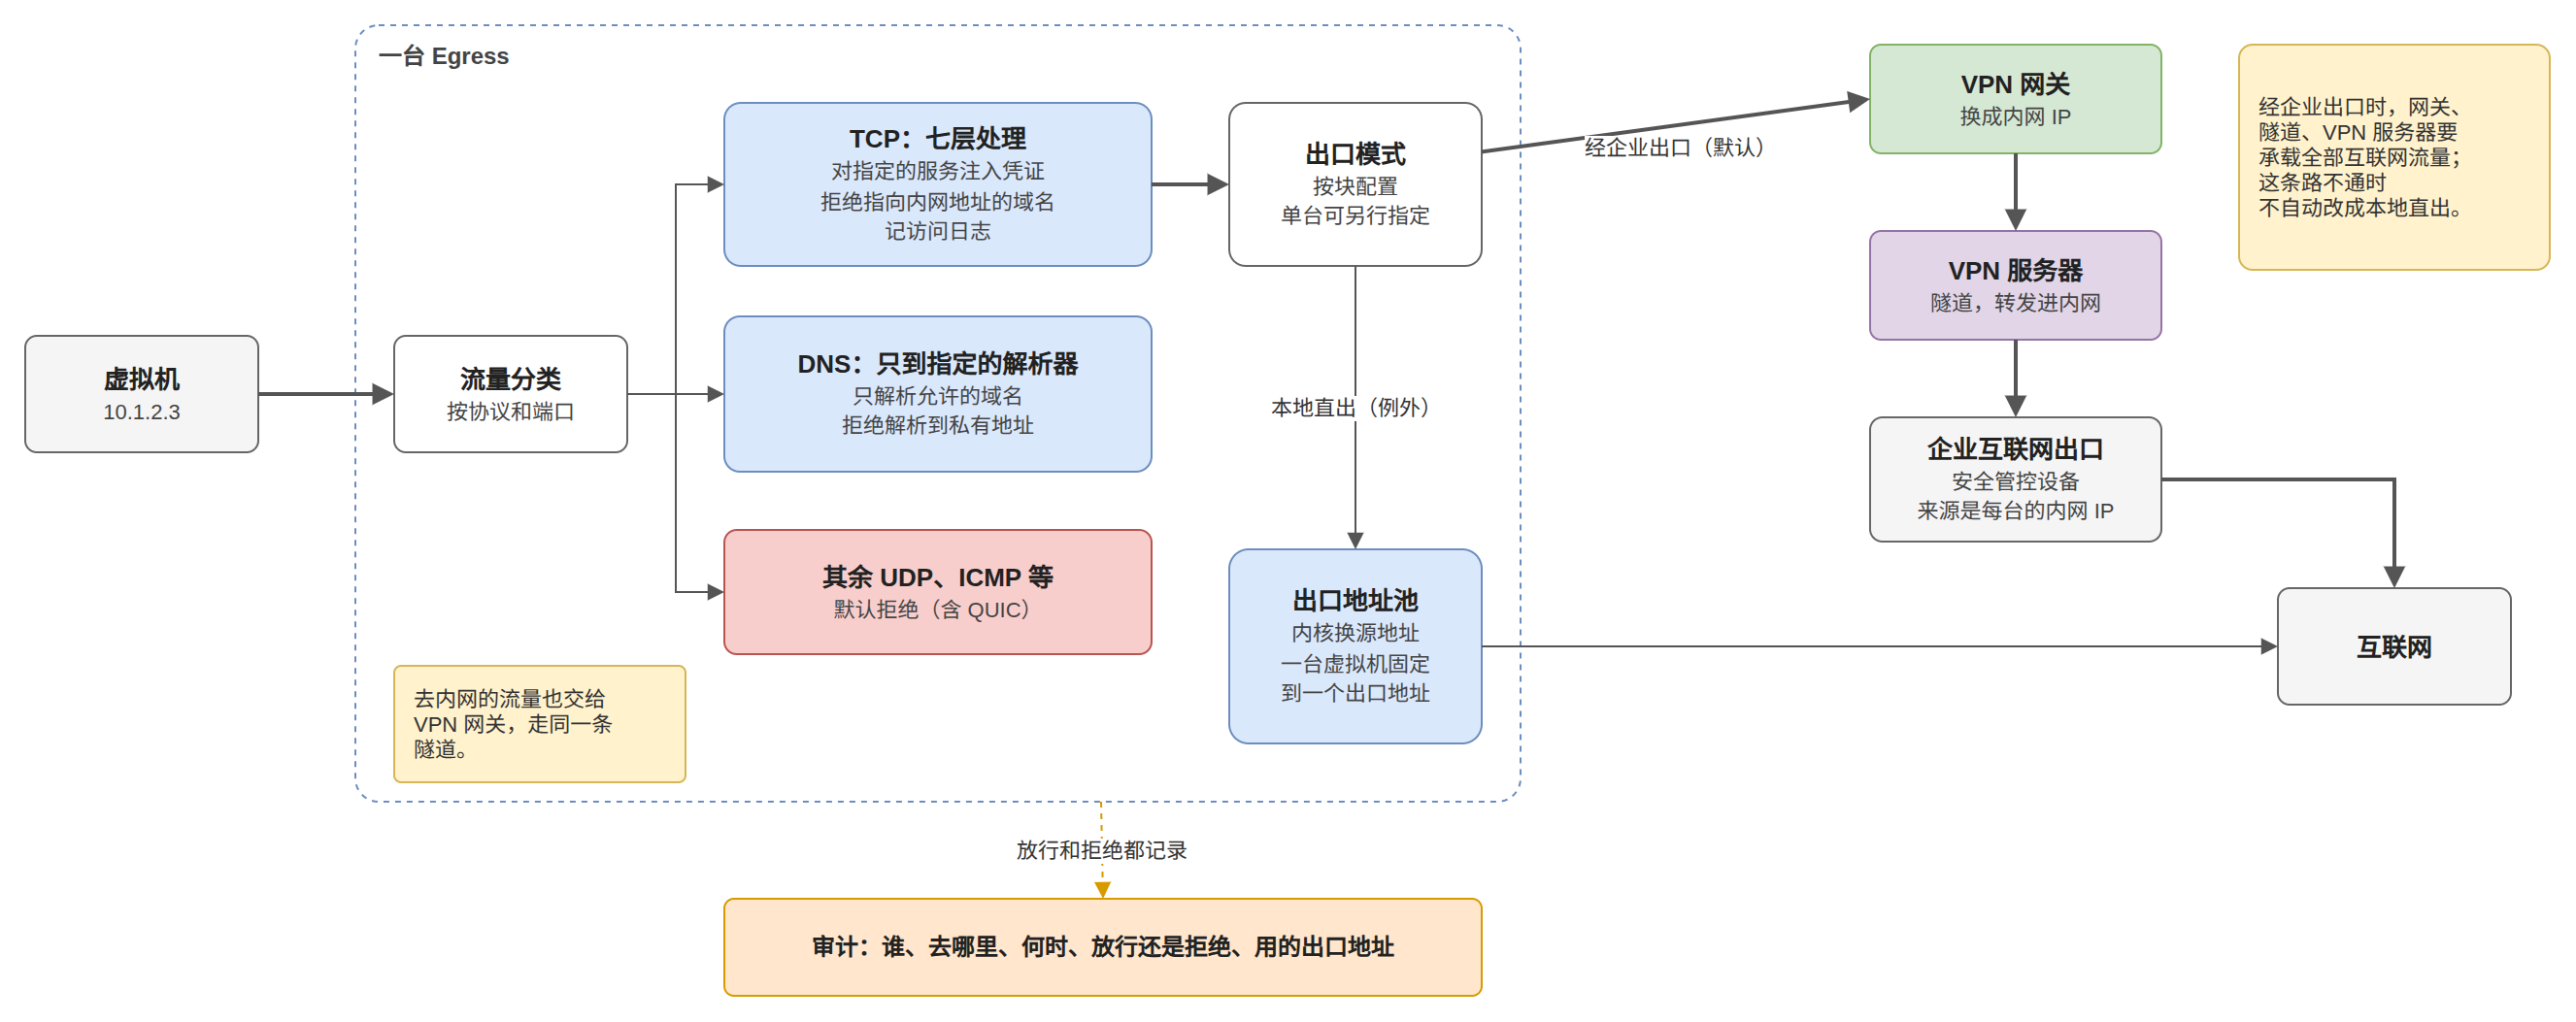 一台 Egress
虚拟机
10.1.2.3
流量分类
按协议和端口
TCP：七层处理
对指定的服务注入凭证
拒绝指向内网地址的域名
记访问日志
DNS：只到指定的解析器
只解析允许的域名
拒绝解析到私有地址
其余 UDP、ICMP 等
默认拒绝（含 QUIC）
去内网的流量也交给
VPN 网关，走同一条
隧道。
出口模式
按块配置
单台可另行指定
经企业出口（默认）
本地直出（例外）
出口地址池
内核换源地址
一台虚拟机固定
到一个出口地址
VPN 网关
换成内网 IP
VPN 服务器
隧道，转发进内网
企业互联网出口
安全管控设备
来源是每台的内网 IP
经企业出口时，网关、
隧道、VPN 服务器要
承载全部互联网流量；
这条路不通时
不自动改成本地直出。
互联网
放行和拒绝都记录
审计：谁、去哪里、何时、放行还是拒绝、用的出口地址